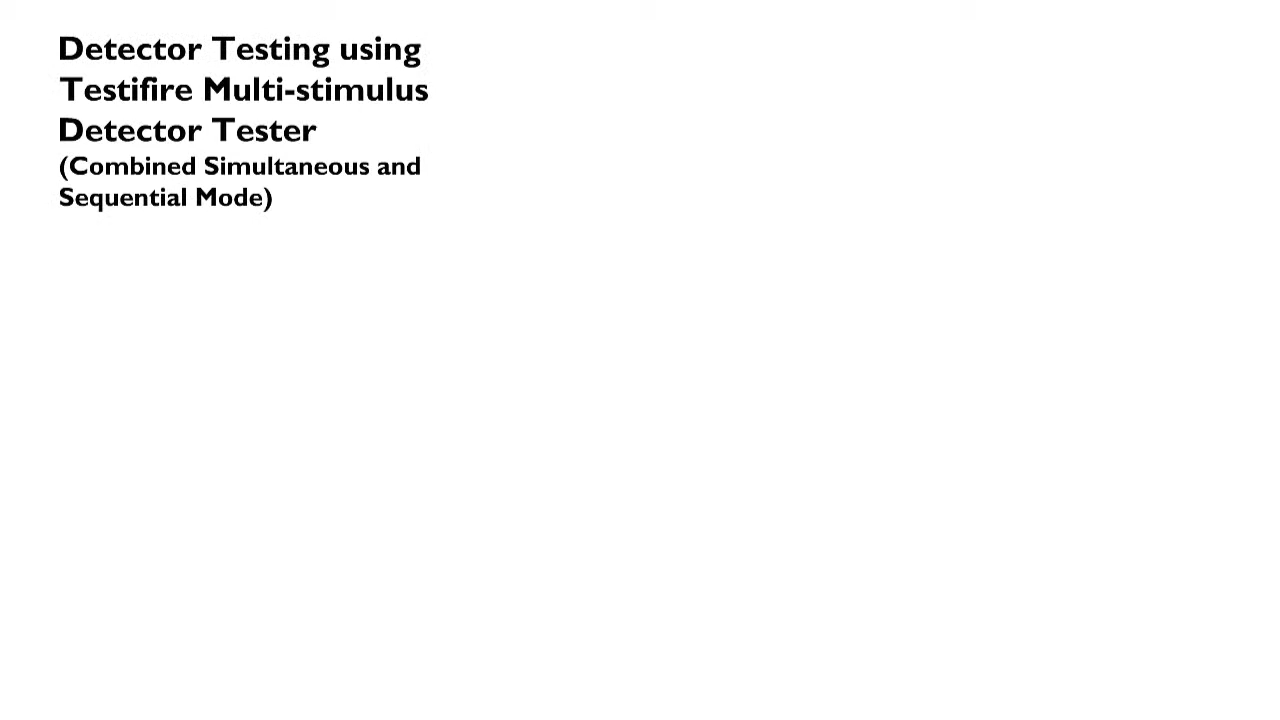 Detector Testing using
Testifire Multi-stimulus
Detector Tester
(Combined Simultaneous and
Sequential Mode)